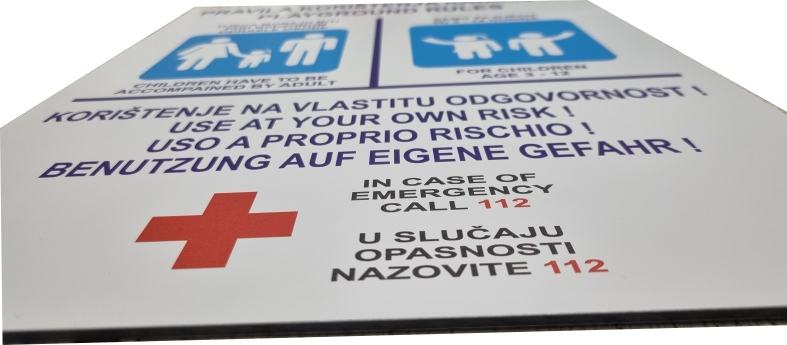 PRAVILA KORIŠTENJA
PLAYGROUND RULES
CHILDREN HAVE TO BE
ACCOMPAINED BY ADULT
FOR CHILDREN
AGE 3 - 12
KORIŠTENJE NA VLASTITU ODGOVORNOST !
USE AT YOUR OWN RISK !
USO A PROPRIO RISCHIO !
BENUTZUNG AUF EIGENE GEFAHR !
IN CASE OF
EMERGENCY
CALL 112
U SLUČAJU
OPASNOSTI
NAZOVITE 112